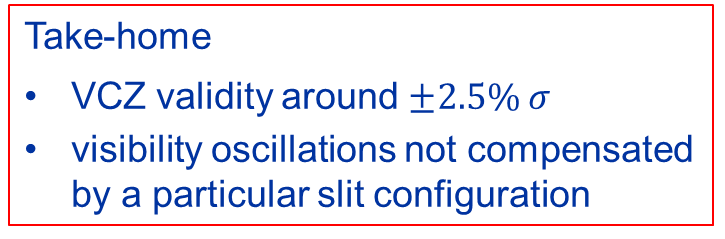 Take-home
• VCZ validity around ±2.5% 𝜎
• visibility oscillations not compensated
by a particular slit configuration